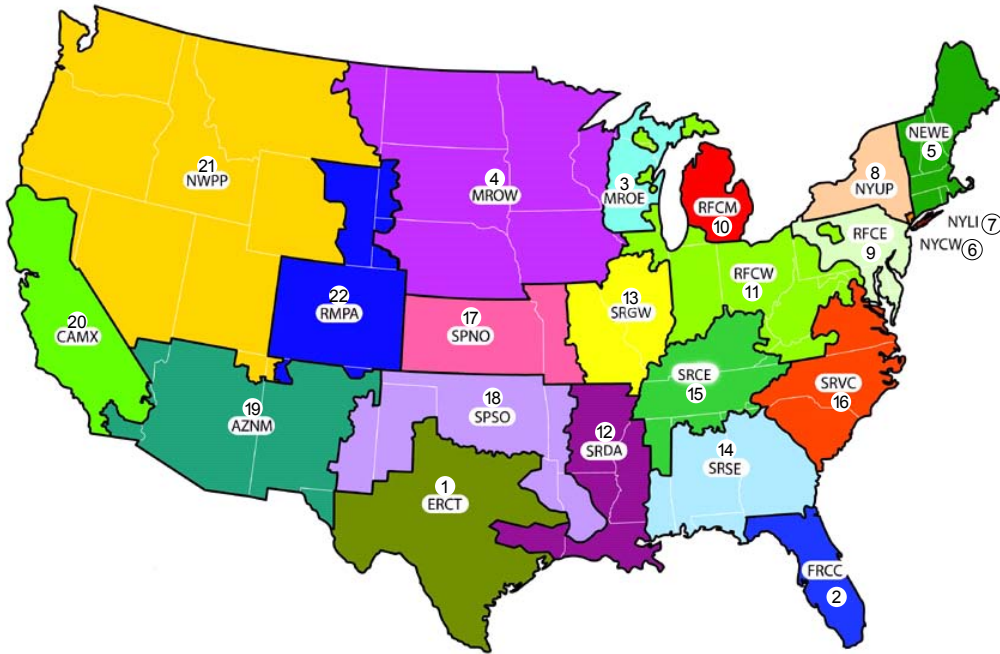 NEWE
5
8
NYUP
21
NWPP
4
MROW
3
MROE
RFCM
10
NYLI 7
NYCW 6
RFCE
9
RFCW
11
22
RMPA
13
SRGW
20
CAMX
17
SPNO
SRCE
15
SRVC
16
19
AZNM
18
SPSO
12
SRDA
14
SRSE
1
ERCT
FRCC
2